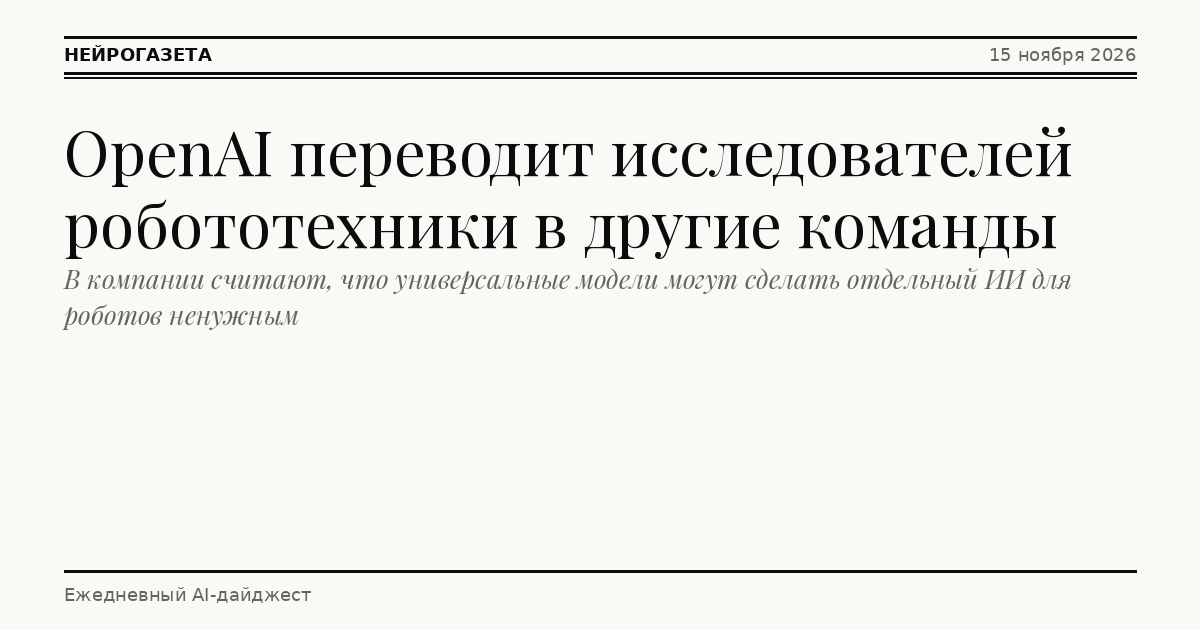 НЕЙРОГАЗЕТА
15 ноября 2026
OpenAI переводит исследователей
робототехники в другие команды
В компании считают, что универсальные модели могут сделать отдельный ИИ для
роботов ненужным
Ежедневный AI-дайджест